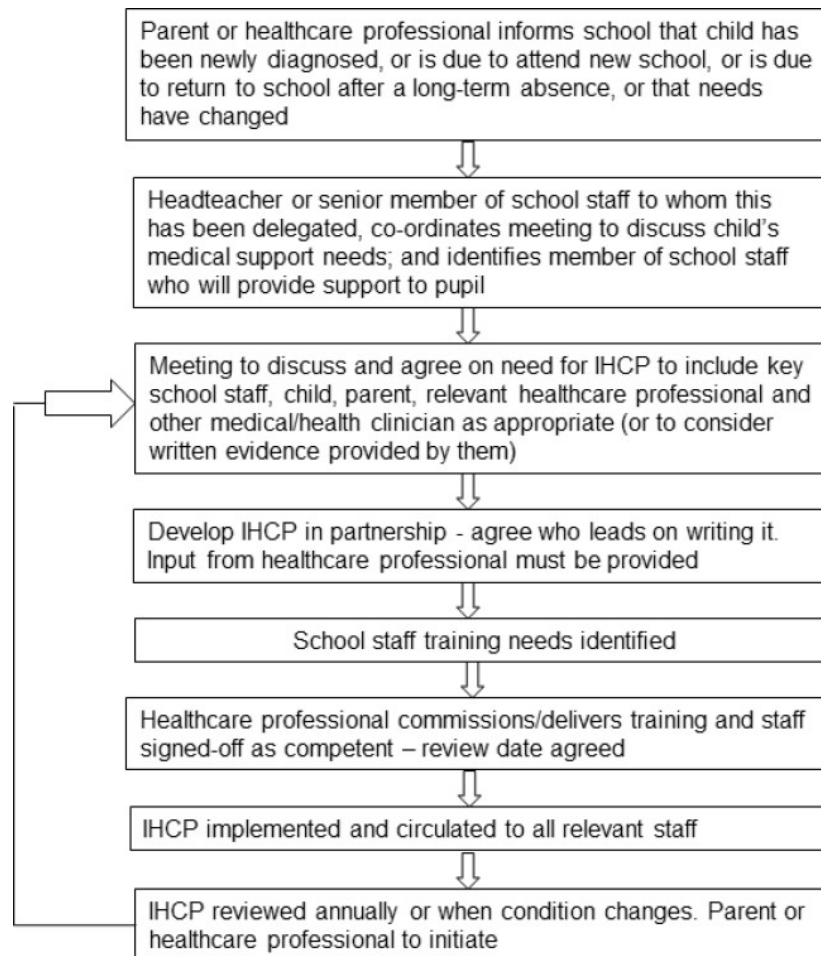 Parent or healthcare professional informs school that child has
been newly diagnosed, or is due to attend new school, or is due
to return to school after a long-term absence, or that needs
have changed
Headteacher or senior member of school staff to whom this
has been delegated, co-ordinates meeting to discuss child's
medical support needs; and identifies member of school staff
who will provide support to pupil
Meeting to discuss and agree on need for IHCP to include key
school staff, child, parent, relevant healthcare professional and
other medical/health clinician as appropriate (or to consider
written evidence provided by them)
Develop IHCP in partnership - agree who leads on writing it.
Input from healthcare professional must be provided
School staff training needs identified
Healthcare professional commissions/delivers training and staff
signed-off as competent – review date agreed
IHCP implemented and circulated to all relevant staff
IHCP reviewed annually or when condition changes. Parent or
healthcare professional to initiate